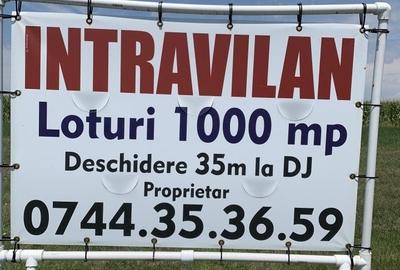 INTRAVILAN
Loturi 1000 mp
Deschidere 35m la DJ
Proprietar
0744.35.36.59